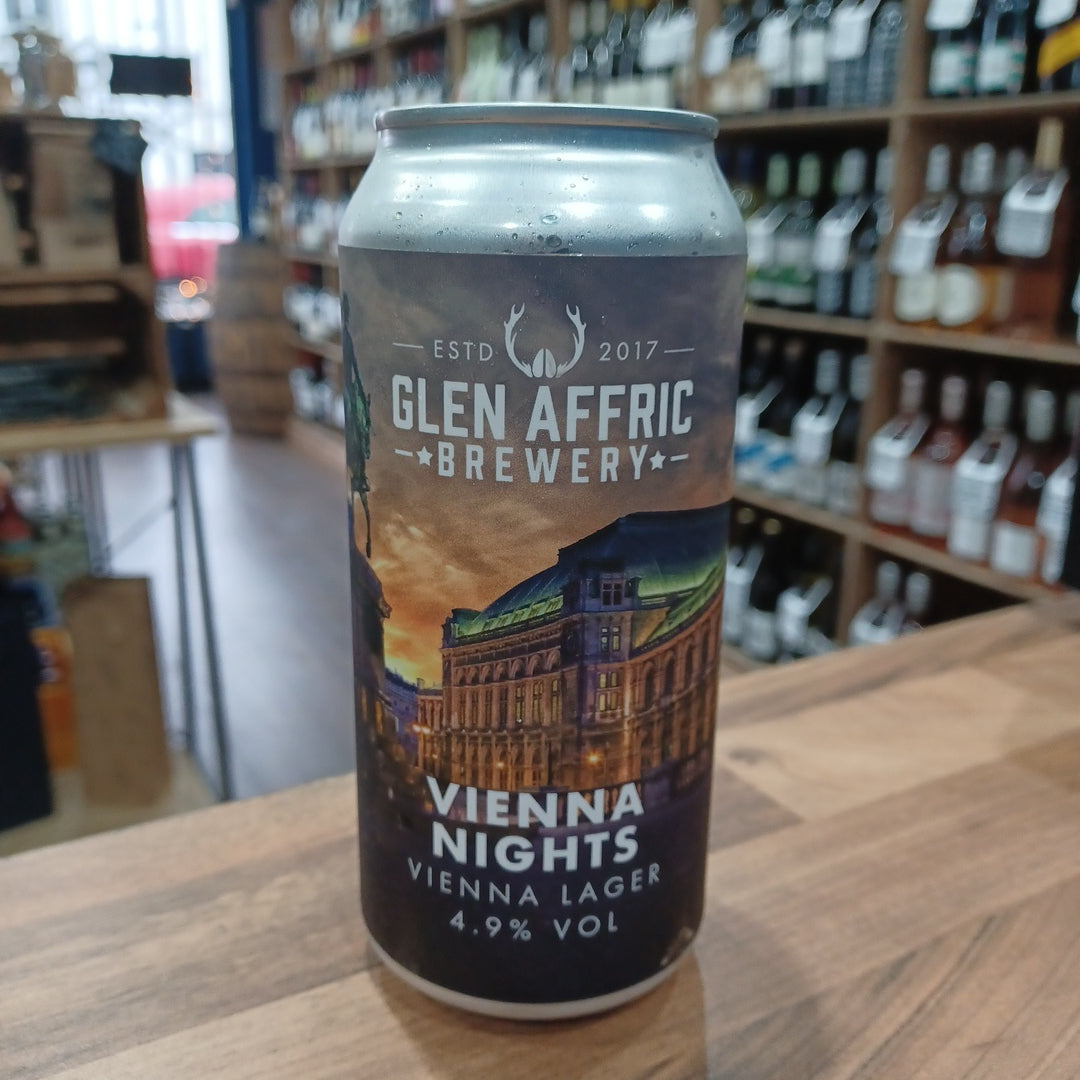 ESTD 2017
GLEN AFFRIC
BREWERY
VIENNA
NIGHTS
VIENNA LAGER
4.9% VOL